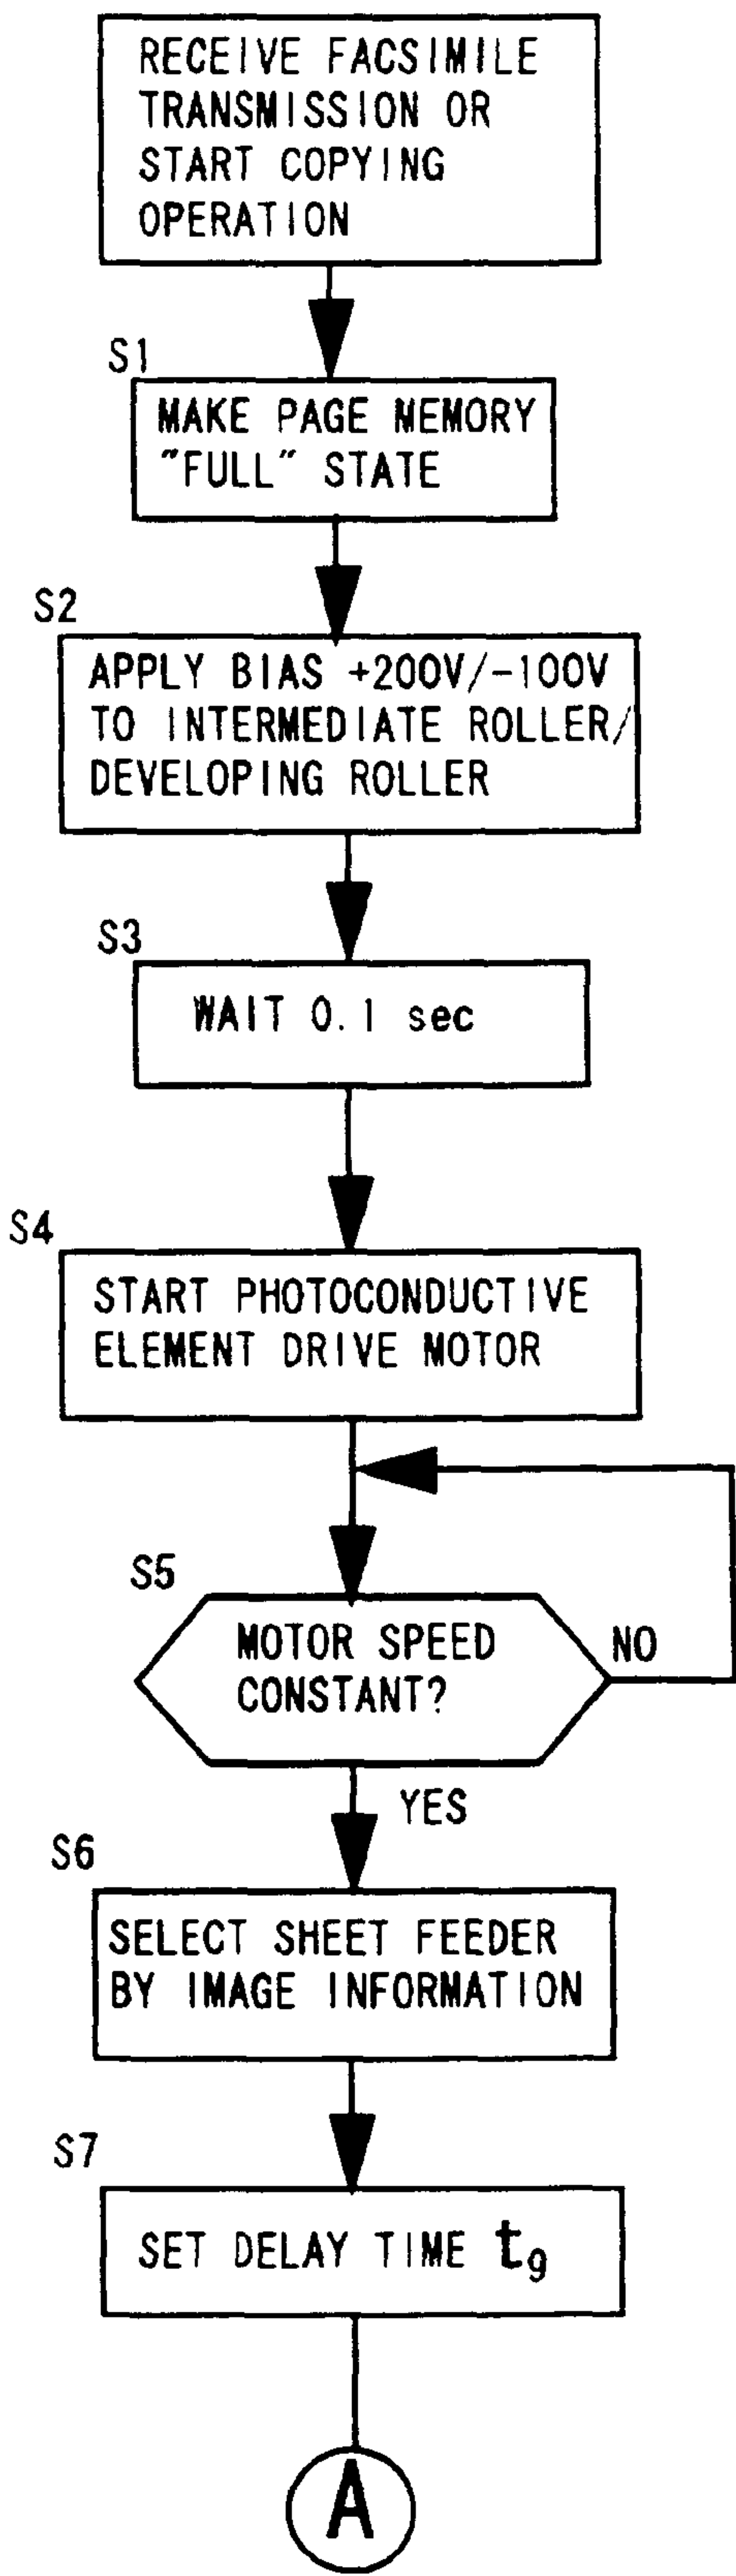 RECEIVE FACSIMILE
TRANSMISSION OR
START COPYING
OPERATION
S1
MAKE PAGE MEMORY
"FULL" STATE
S2
APPLY BIAS +200V/-100V
TO INTERMEDIATE ROLLER/
DEVELOPING ROLLER
S3
WAIT 0.1 sec
S4
START PHOTOCONDUCTIVE
ELEMENT DRIVE MOTOR
S5
MOTOR SPEED
CONSTANT?
NO
YES
S6
SELECT SHEET FEEDER
BY IMAGE INFORMATION
S7
SET DELAY TIME t9
A